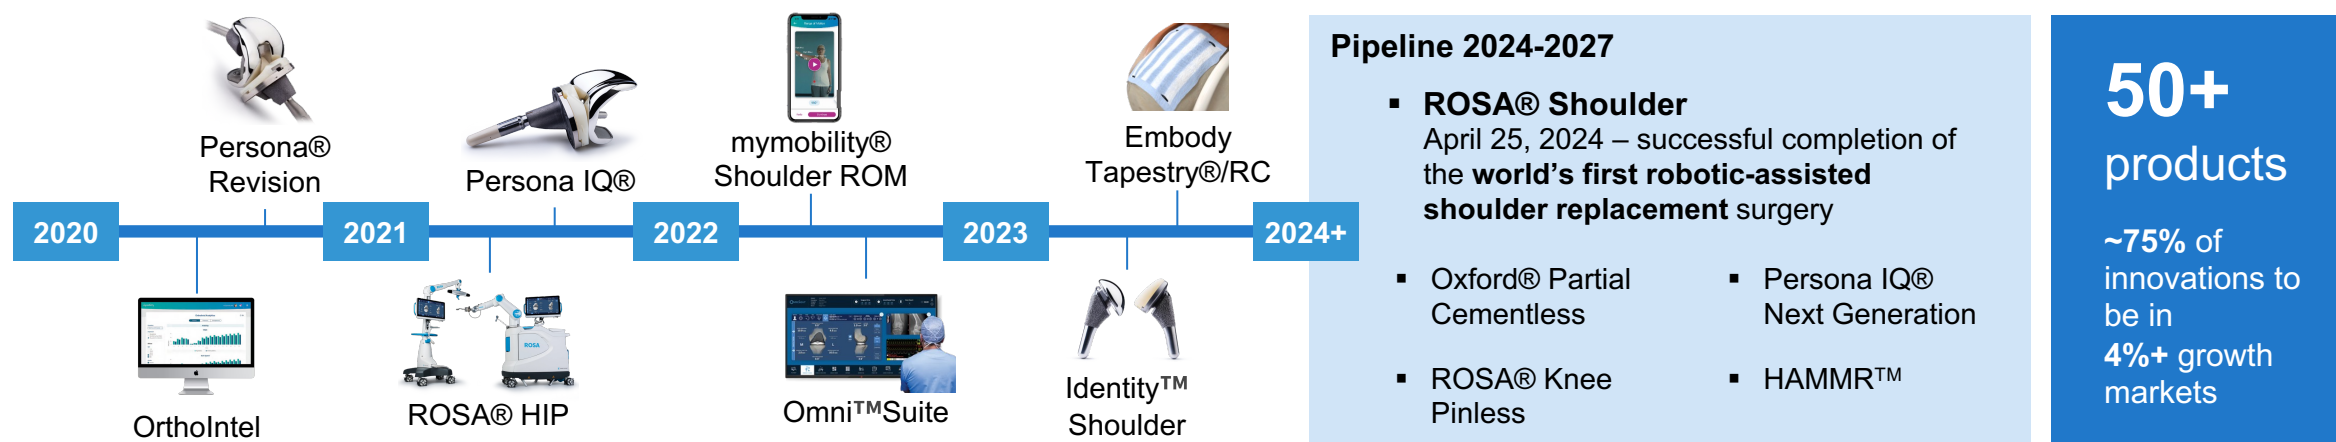 Persona®
Revision
Persona IQ®
mymobility®
Shoulder ROM
Embody
Tapestry®/RC
2020
2021
2022
2023
2024+
OrthoIntel
ROSA
ROSA® HIP
Omni™Suite
Identity™
Shoulder
Pipeline 2024-2027
▪ ROSA® Shoulder
April 25, 2024 – successful completion of
the world’s first robotic-assisted
shoulder replacement surgery
▪ Oxford® Partial
Cementless
▪ Persona IQ®
Next Generation
▪ ROSA® Knee
Pinless
▪ HAMMR™
50+
products
~75% of
innovations to
be in
4%+ growth
markets